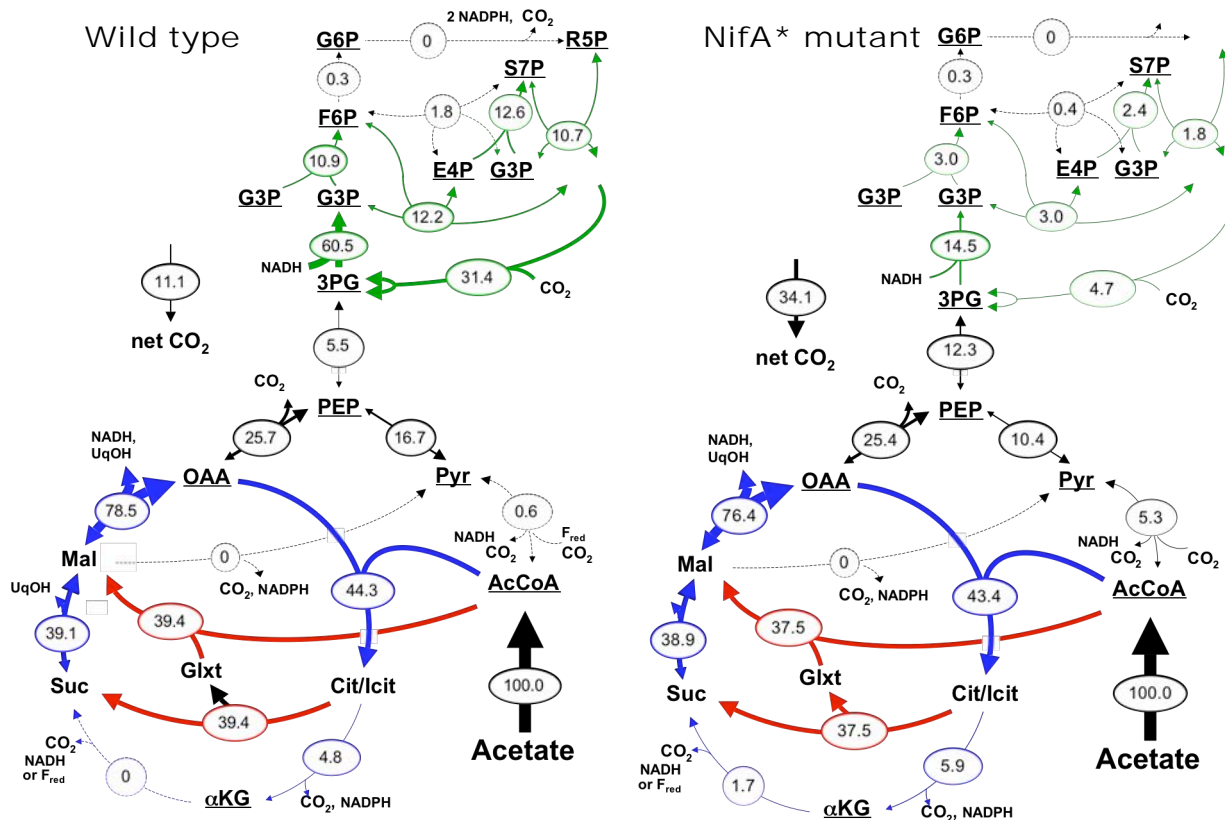 Wild type
2 NADPH, CO2
G6P
0
R5P
0.3
S7P
F6P
1.8
12.6
10.7
10.9
E4P
G3P
G3P
G3P
12.2
60.5
NADH
31.4
3PG
CO2
11.1
net CO2
5.5
CO2
PEP
25.7
16.7
NADH,
UqOH
OAA
Pyr
78.5
0.6
Fred
NADH
CO2
CO2
Mal
0
CO2, NADPH
UqOH
44.3
AcCoA
39.4
39.1
Glxt
Suc
Cit/Icit
39.4
100.0
Acetate
CO2
NADH
or Fred
0
4.8
αKG
CO2, NADPH
NifA* mutant
G6P
0
0.3
S7P
F6P
0.4
2.4
1.8
3.0
E4P
G3P
G3P
G3P
3.0
14.5
NADH
4.7
3PG
CO2
34.1
net CO2
12.3
CO2
PEP
25.4
10.4
NADH,
UqOH
OAA
Pyr
76.4
5.3
NADH
CO2
CO2
Mal
0
CO2, NADPH
43.4
AcCoA
37.5
38.9
Glxt
Suc
Cit/Icit
37.5
100.0
Acetate
CO2
NADH
or Fred
1.7
5.9
αKG
CO2, NADPH